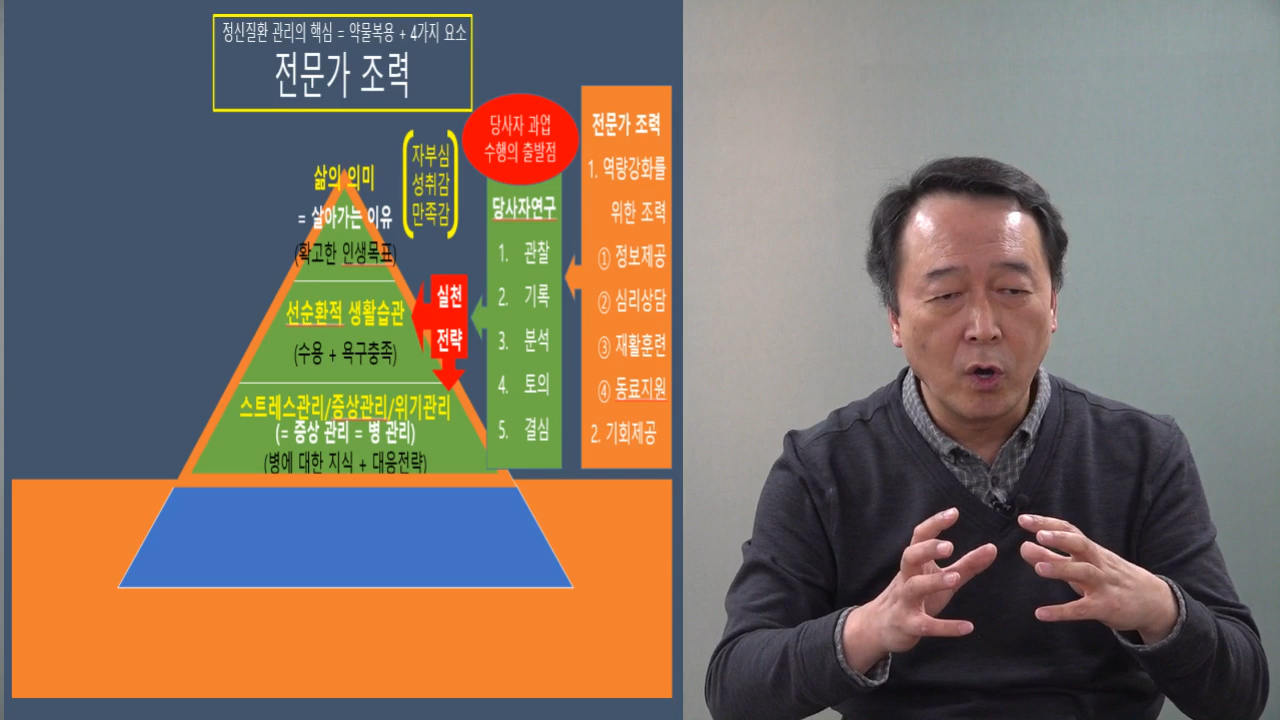 정신질환 관리의 핵심 = 약물복용 + 4가지 요소
전문가 조력
삶의 의미
= 살아가는 이유
(확고한 인생목표)
자부심
성취감
만족감
선순환적 생활습관
(수용 + 욕구충족)
스트레스관리/증상관리/위기관리
(= 증상 관리 = 병 관리)
(병에 대한 지식 + 대응전략)
실천
전략
당사자 과업
수행의 출발점
당사자연구
1. 관찰
2. 기록
3. 분석
4. 토의
5. 결심
전문가 조력
1. 역량강화를
위한 조력
① 정보제공
② 심리상담
③ 재활훈련
④ 동료지원
2. 기회제공